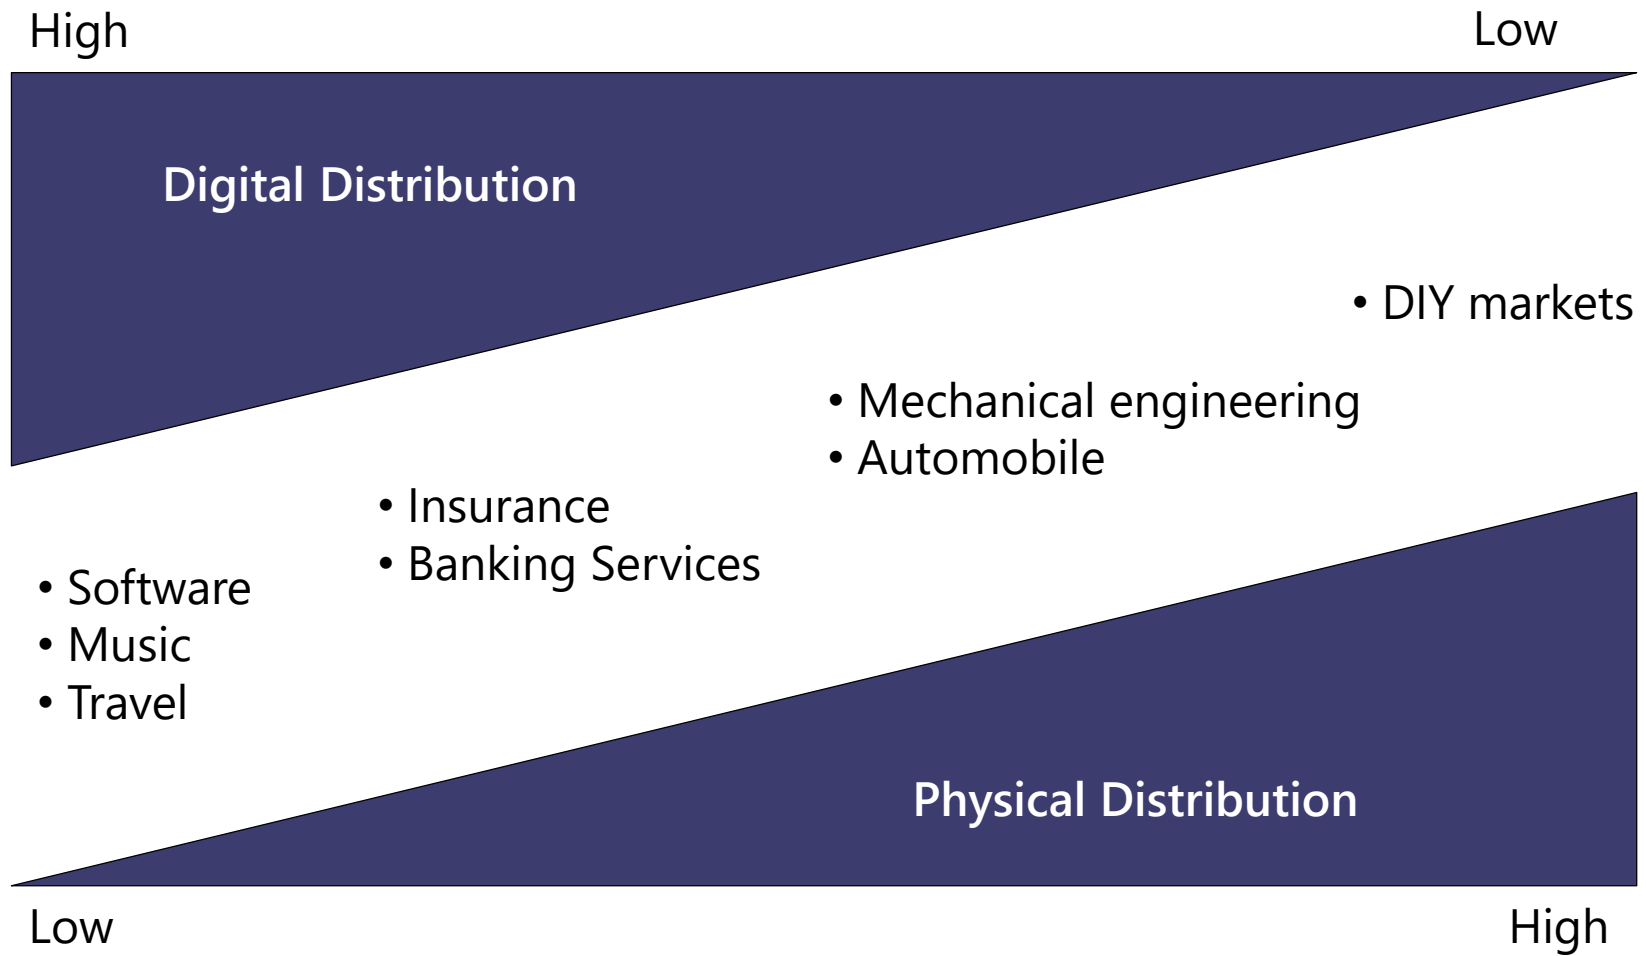 High
Low
Digital Distribution
• DIY markets
• Mechanical engineering
• Automobile
• Insurance
• Banking Services
• Software
• Music
• Travel
Physical Distribution
Low
High